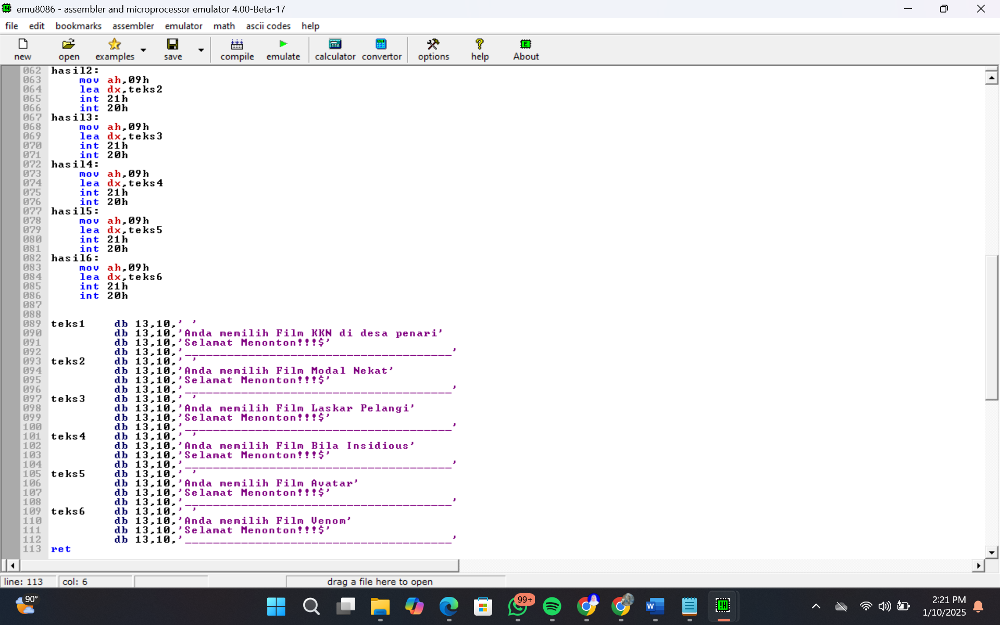 emu8086 - assembler and microprocessor emulator 4.00-Beta-17
file edit bookmarks assembler emulator math ascii codes help
new open examples save compile emulate calculator convertor options help About
062 hasil2:
063 mov ah,09h
064 lea dx,teks2
065 int 21h
066 int 20h
067 hasil3:
068 mov ah,09h
069 lea dx,teks3
070 int 21h
071 int 20h
072 hasil4:
073 mov ah,09h
074 lea dx,teks4
075 int 21h
076 int 20h
077 hasil5:
078 mov ah,09h
079 lea dx,teks5
080 int 21h
081 int 20h
082 hasil6:
083 mov ah,09h
084 lea dx,teks6
085 int 21h
086 int 20h
087
088
089 teks1 db 13,10,' '
090 db 13,10,'Anda memilih Film KKN di desa penari'
091 db 13,10,'Selamat Menonton!!!$'
092 db 13,10,'______________________________________'
093 teks2 db 13,10,' '
094 db 13,10,'Anda memilih Film Modal Nekat'
095 db 13,10,'Selamat Menonton!!!$'
096 db 13,10,'______________________________________'
097 teks3 db 13,10,' '
098 db 13,10,'Anda memilih Film Laskar Pelangi'
099 db 13,10,'Selamat Menonton!!!$'
100 db 13,10,'______________________________________'
101 teks4 db 13,10,' '
102 db 13,10,'Anda memilih Film Bila Insidious'
103 db 13,10,'Selamat Menonton!!!$'
104 db 13,10,'______________________________________'
105 teks5 db 13,10,' '
106 db 13,10,'Anda memilih Film Avatar'
107 db 13,10,'Selamat Menonton!!!$'
108 db 13,10,'______________________________________'
109 teks6 db 13,10,' '
110 db 13,10,'Anda memilih Film Venom'
111 db 13,10,'Selamat Menonton!!!$'
112 db 13,10,'______________________________________'
113 ret
line: 113 col: 6 drag a file here to open
90° 99+ 2:21 PM
1/10/2025